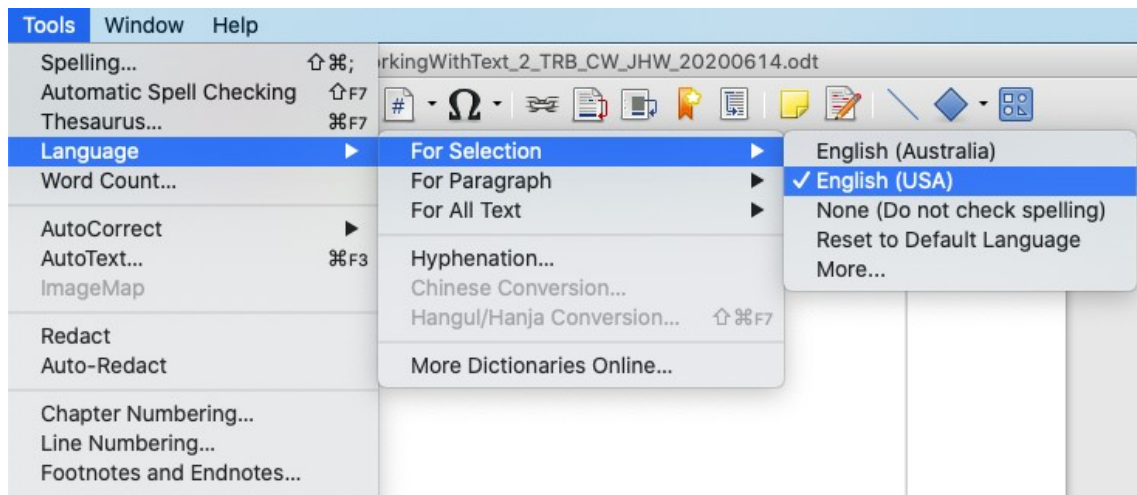 Tools Window Help
rkingWithText_2_TRB_CW_JHW_20200614.odt
Spelling... ⇧⌘;
Automatic Spell Checking ⇧F7
Thesaurus... ⌘F7
Language ▶
Word Count...
AutoCorrect ▶
AutoText... ⌘F3
ImageMap
Redact
Auto-Redact
Chapter Numbering...
Line Numbering...
Footnotes and Endnotes...
For Selection ▶
For Paragraph ▶
For All Text ▶
Hyphenation...
Chinese Conversion...
Hangul/Hanja Conversion... ⇧⌘F7
More Dictionaries Online...
English (Australia)
✓ English (USA)
None (Do not check spelling)
Reset to Default Language
More...